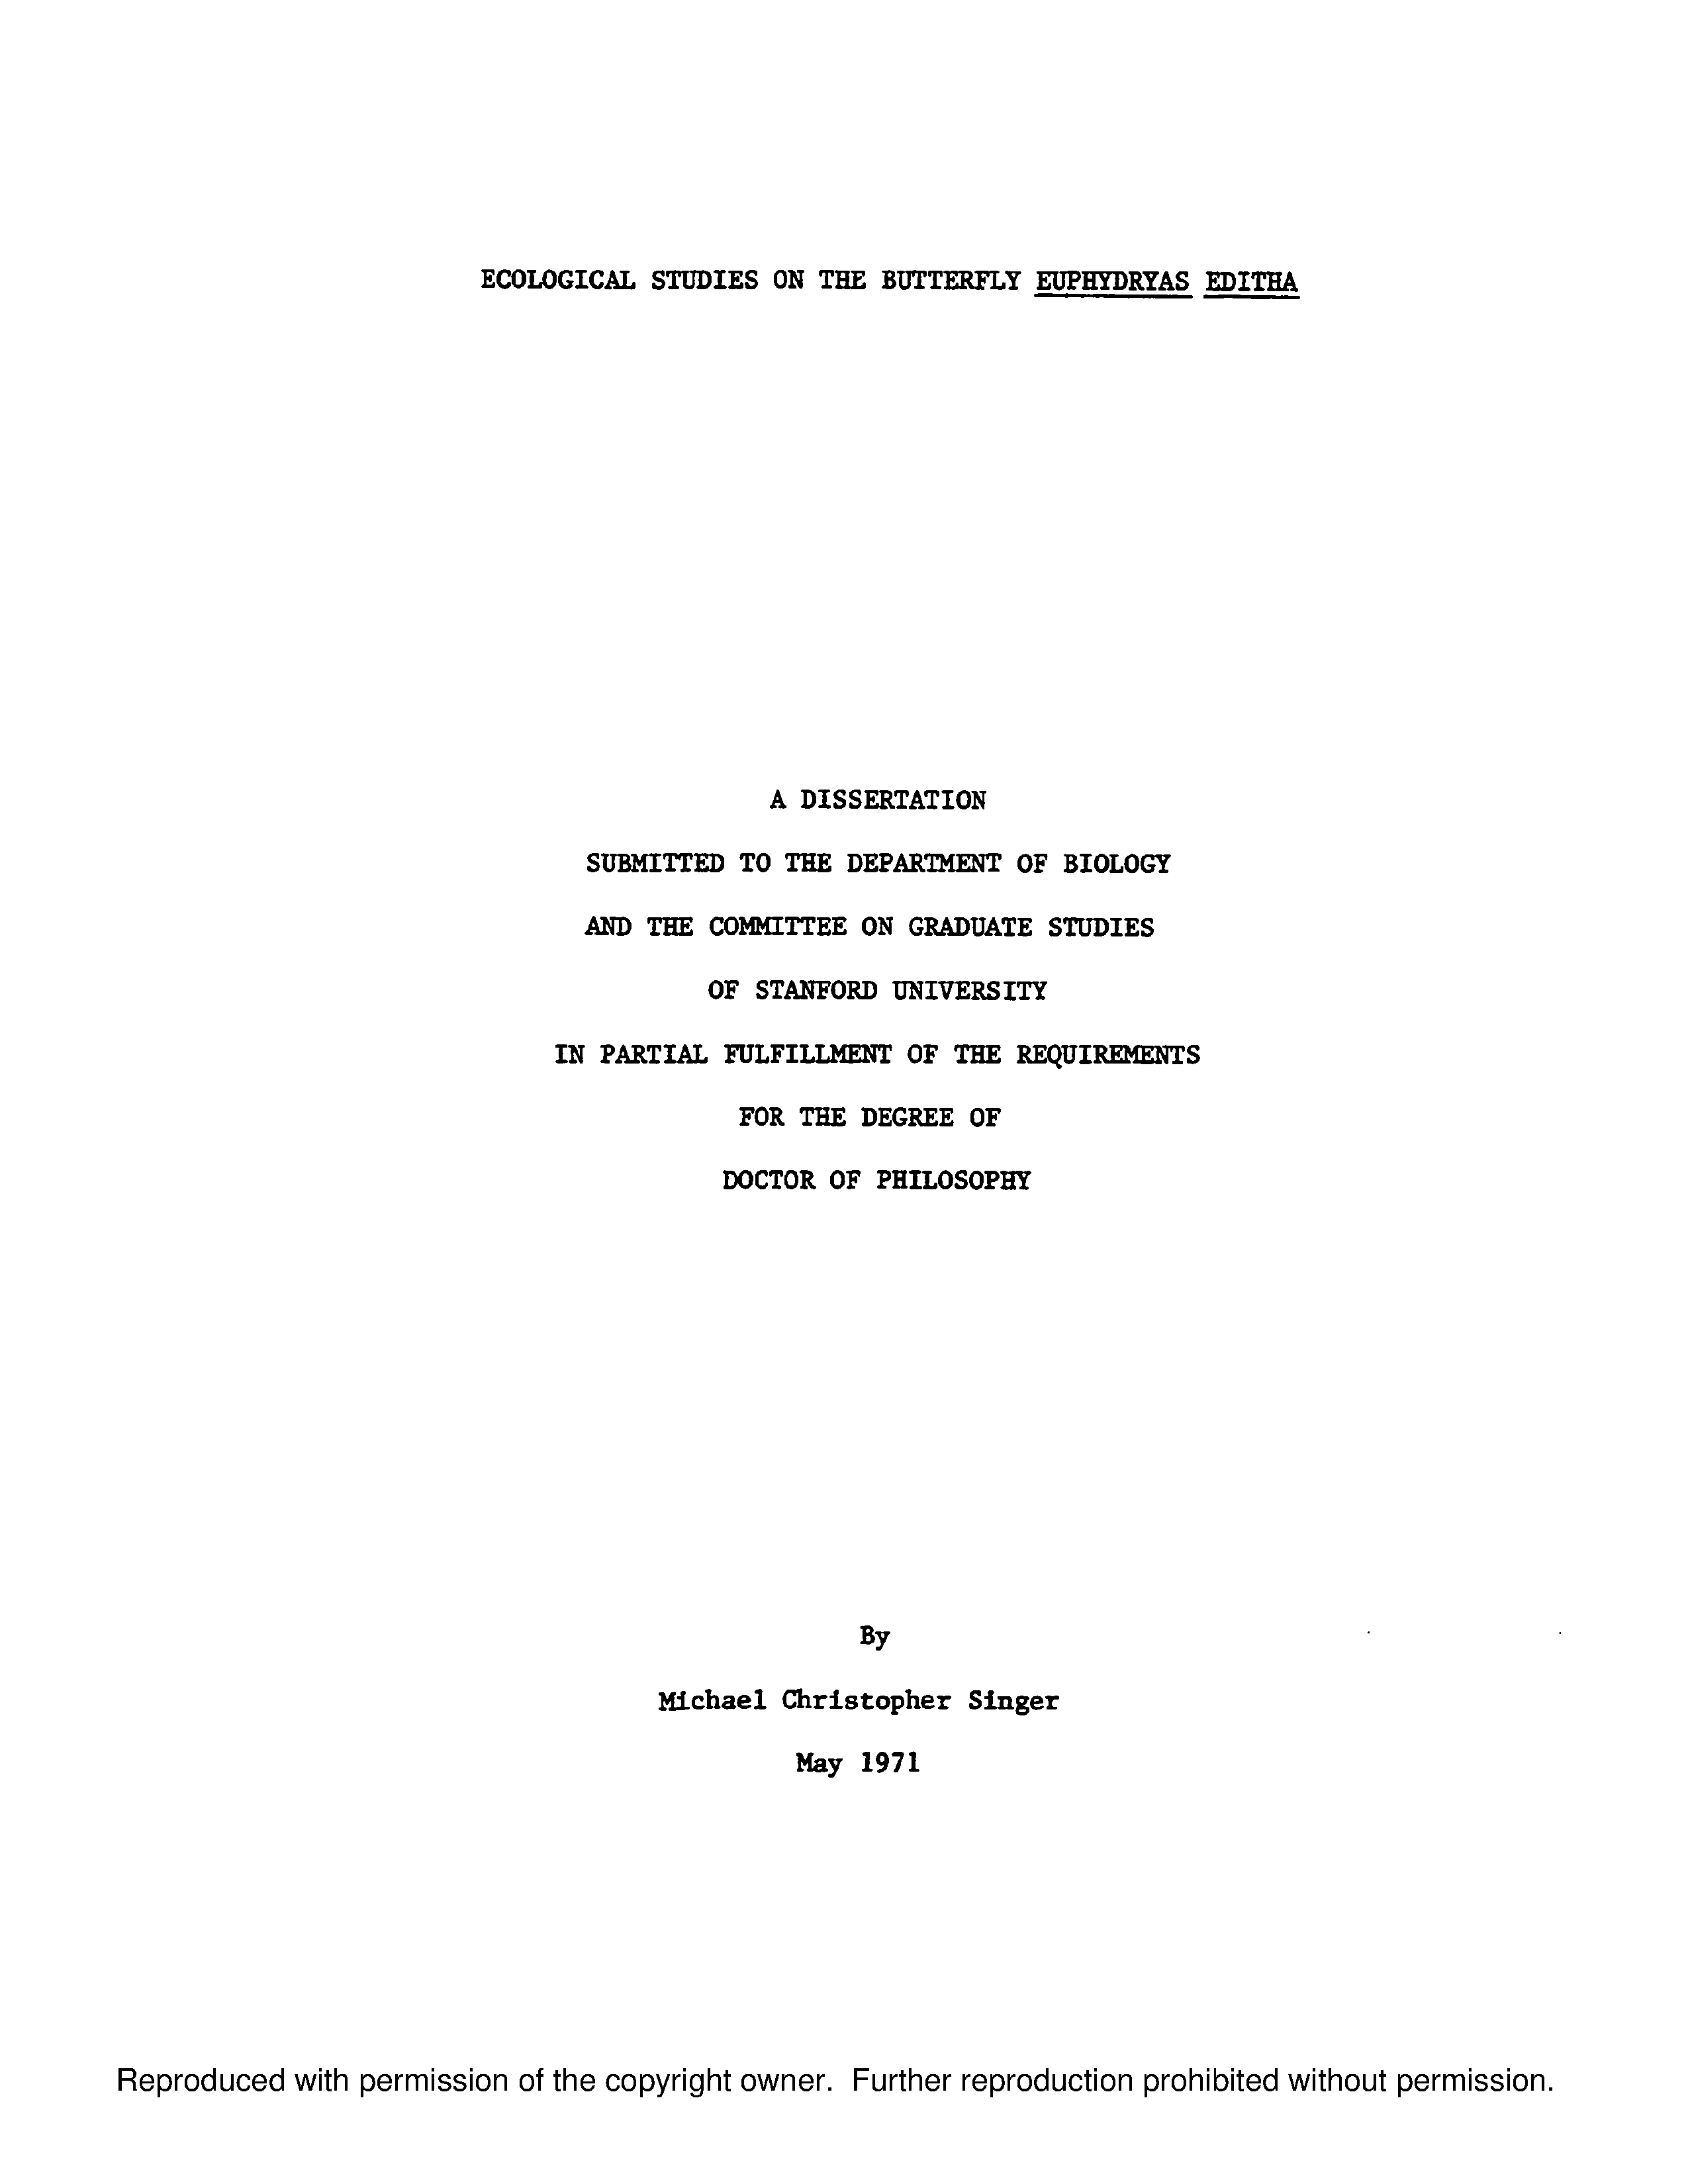 ECOLOGICAL STUDIES ON THE BUTTERFLY EUPHYDRYAS EDITHA
A DISSERTATION
SUBMITTED TO THE DEPARTMENT OF BIOLOGY
AND THE COMMITTEE ON GRADUATE STUDIES
OF STANFORD UNIVERSITY
IN PARTIAL FULFILLMENT OF THE REQUIREMENTS
FOR THE DEGREE OF
DOCTOR OF PHILOSOPHY
By
Michael Christopher Singer
May 1971
Reproduced with permission of the copyright owner. Further reproduction prohibited without permission.